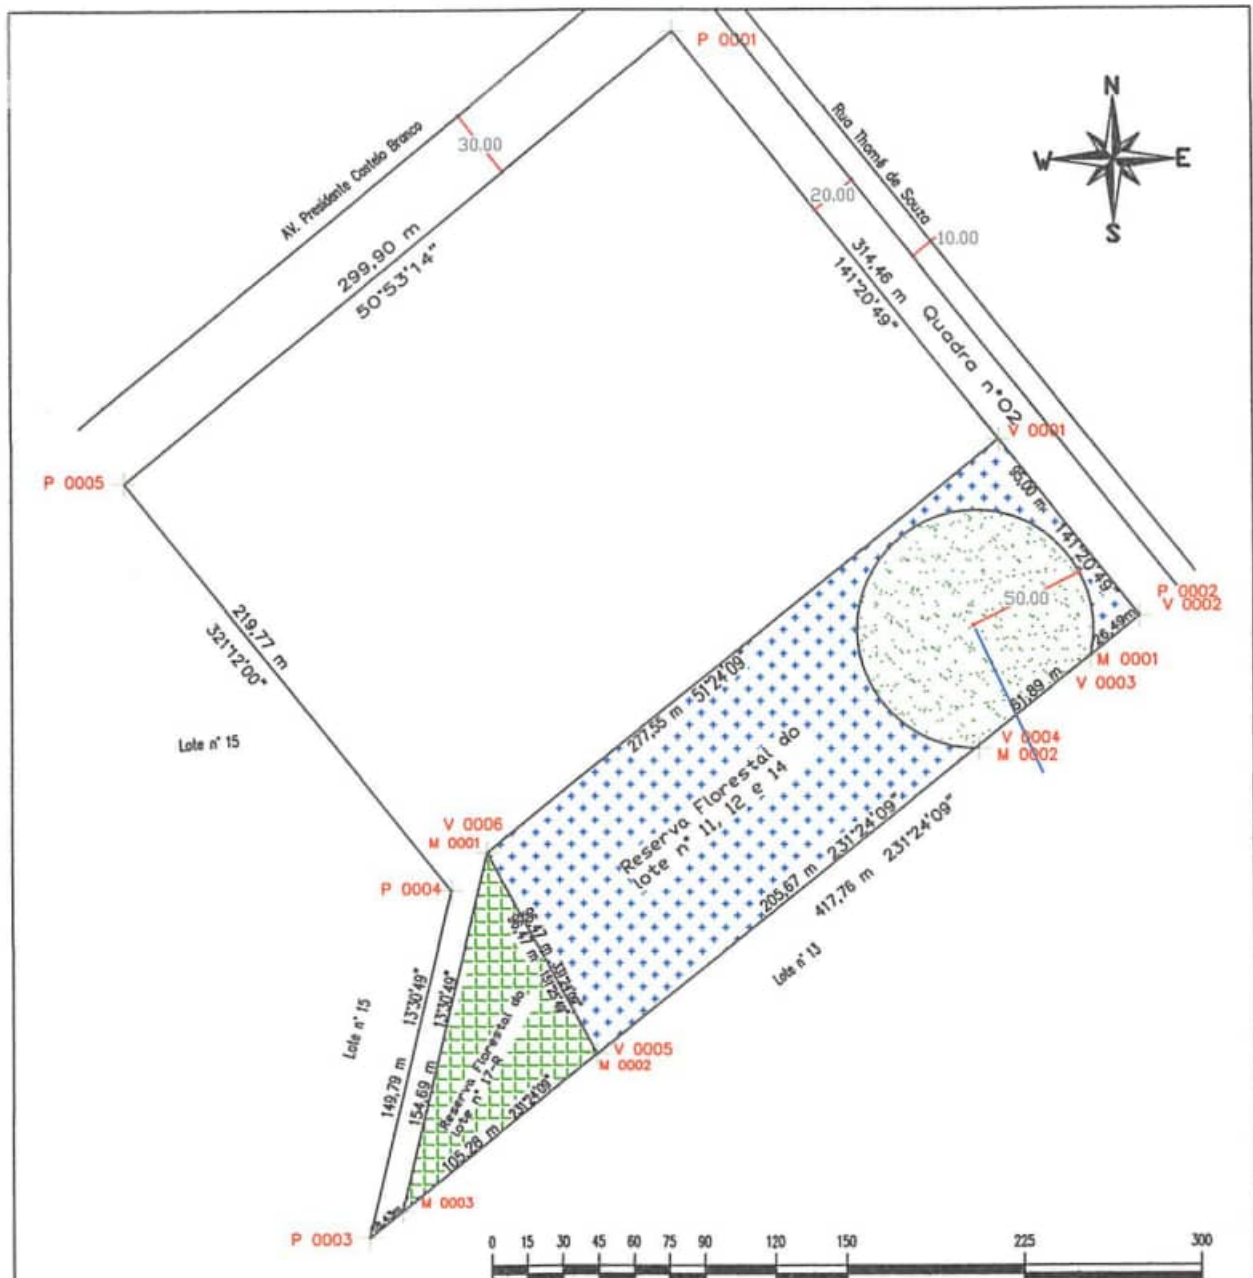 P 0001
N
W
E
S
AV. Presidente Castelo Branco
30.00
Rua Thomé de Souza
20.00
10.00
299,90 m
50°53'14"
314,46 m
141°20'49"
Quadra n°02
V 0001
P 0005
95,00 m
141°20'49"
P 0002
V 0002
50.00
26,49m
M 0001
V 0003
61,89 m
V 0004
M 0002
219,77 m
321°12'00"
277,55 m 51°24'09"
Lote n° 15
Reserva Florestal do
lote n° 11, 12 e 14
205,67 m 231°24'09"
417,76 m 231°24'09"
Lote n° 13
V 0006
M 0001
P 0004
V 0005
M 0002
Lote n° 15
13°30'49"
149,79 m
13°30'49"
154,69 m
Reserva Florestal do
lote n° 17-R
105,28 m 231°24'09"
M 0003
P 0003
0 15 30 45 60 75 90 120 150 225 300